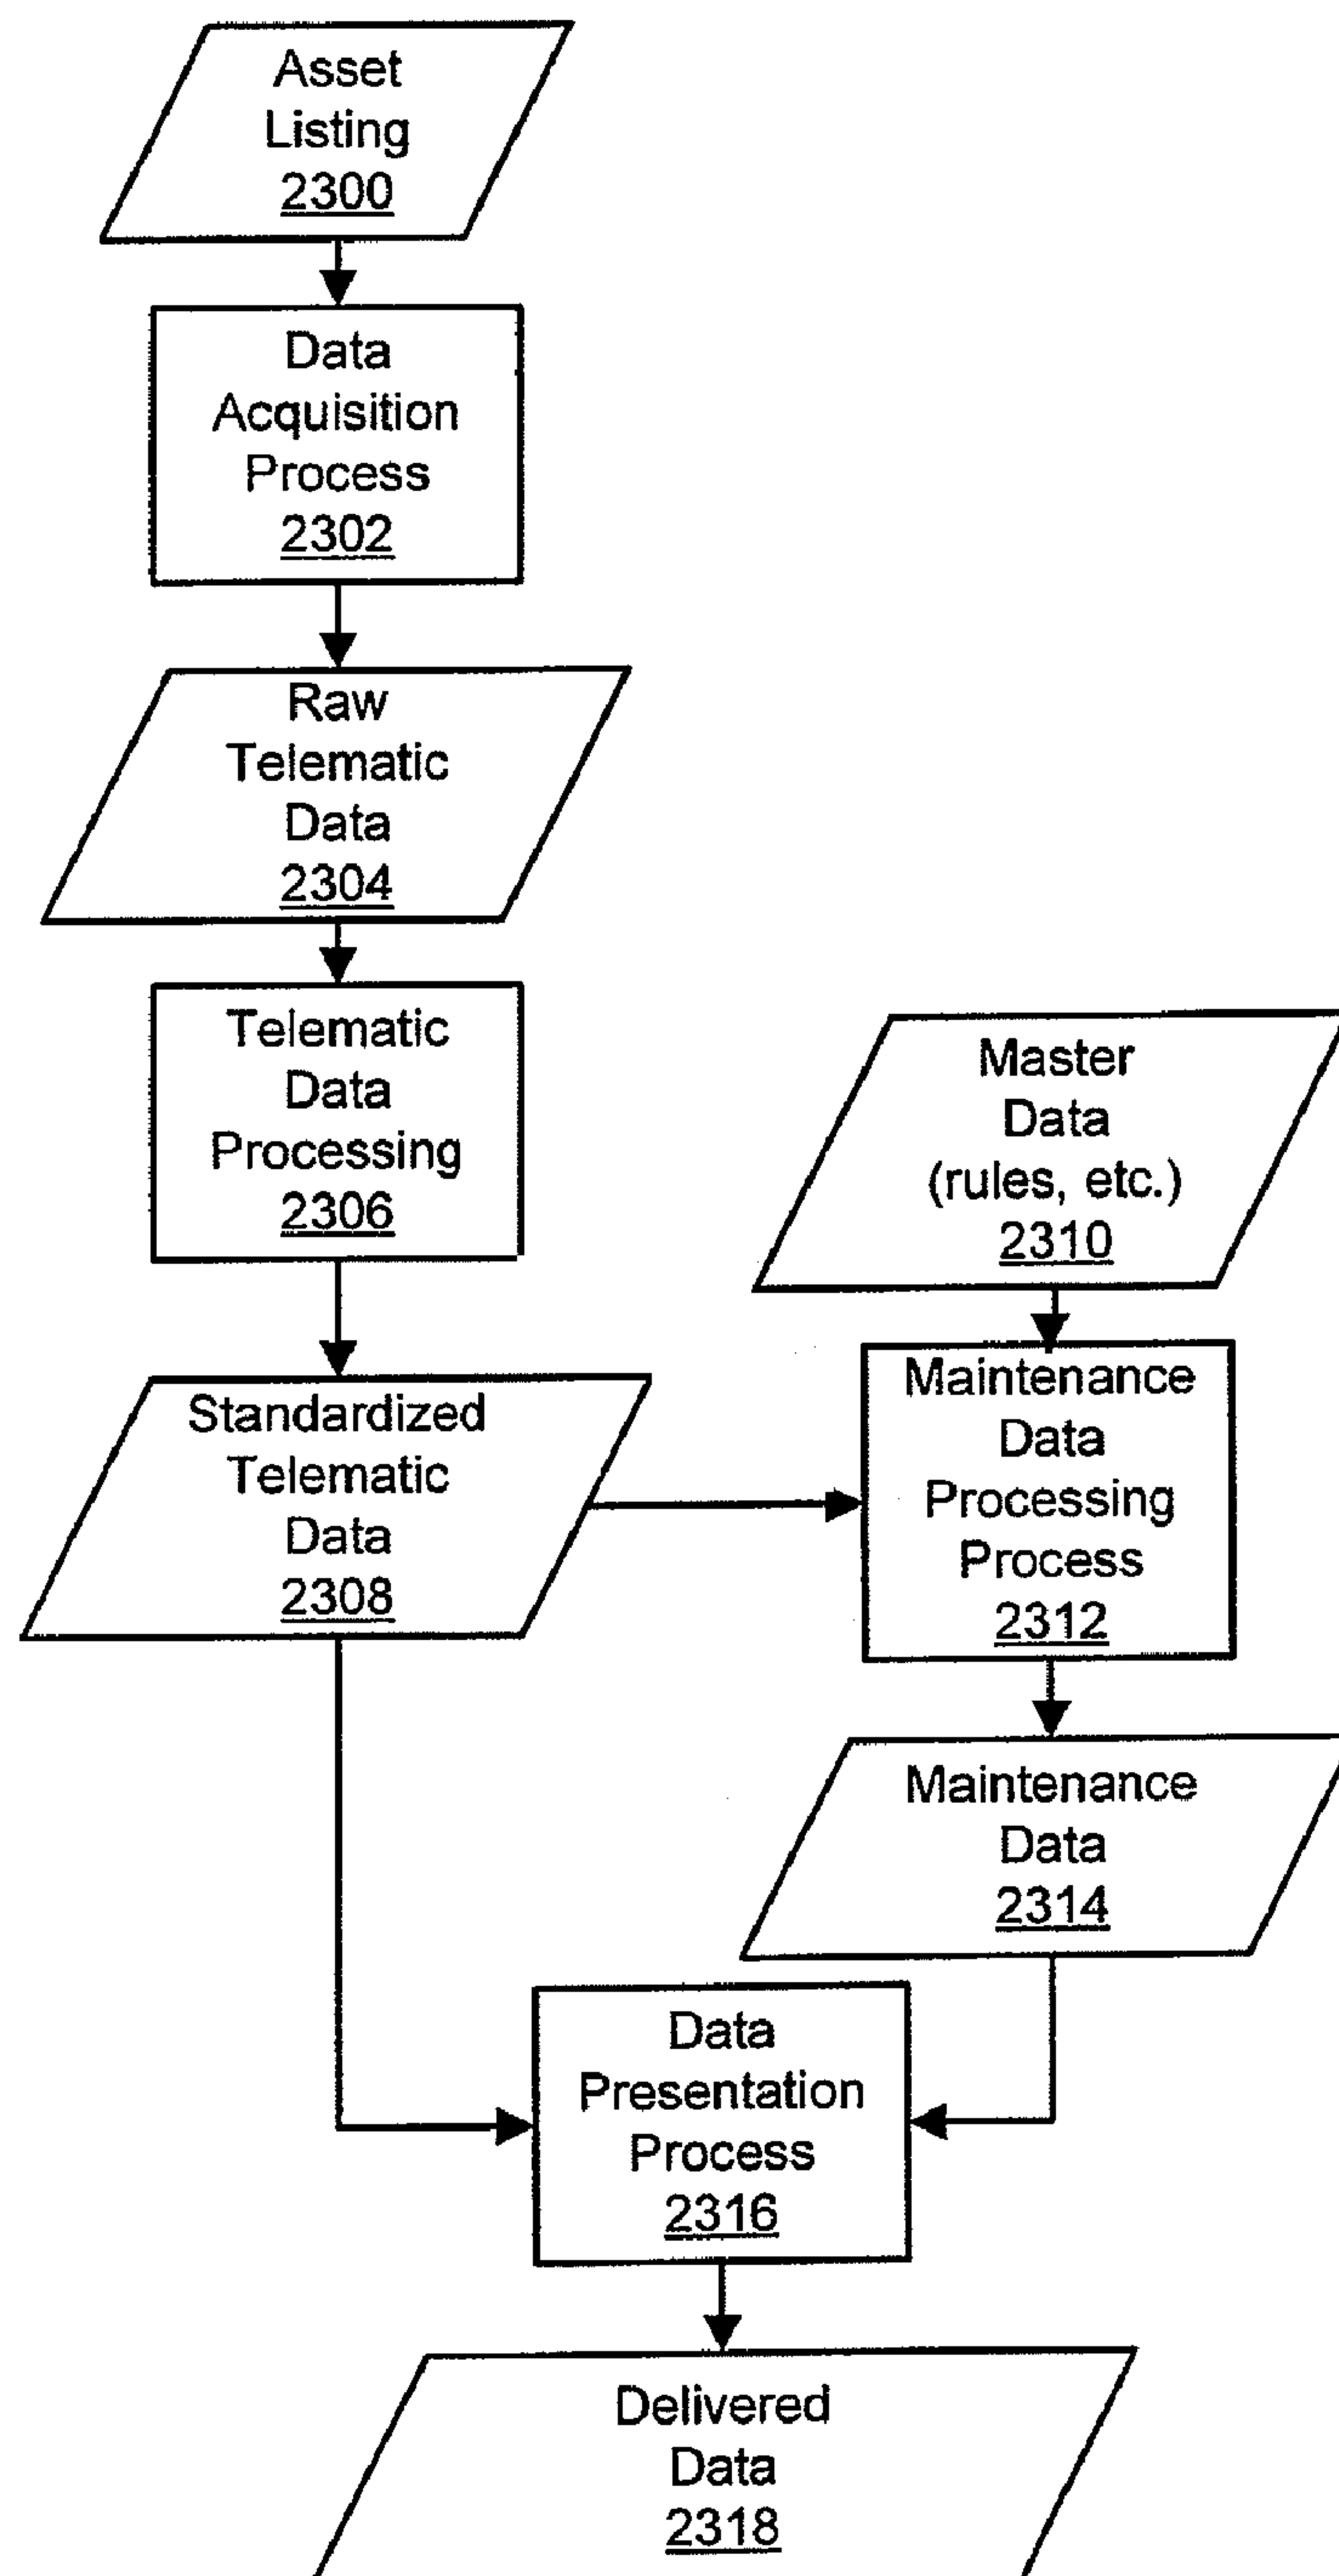 Asset
Listing
2300
Data
Acquisition
Process
2302
Raw
Telematic
Data
2304
Telematic
Data
Processing
2306
Master
Data
(rules, etc.)
2310
Standardized
Telematic
Data
2308
Maintenance
Data
Processing
Process
2312
Maintenance
Data
2314
Data
Presentation
Process
2316
Delivered
Data
2318